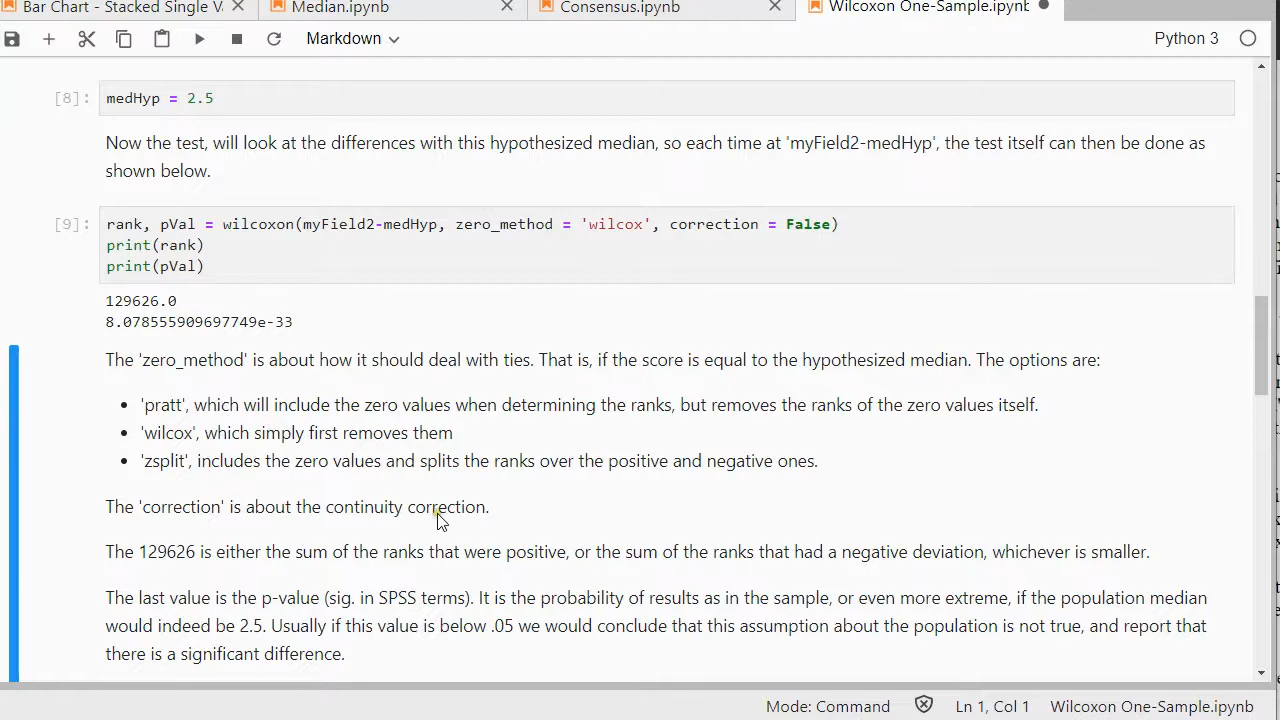 Bar Chart - Stacked Single Va
Median.ipynb
Consensus.ipynb
Wilcoxon One-Sample.ipynb
Markdown
Python 3
[8]: medHyp = 2.5
Now the test, will look at the differences with this hypothesized median, so each time at 'myField2-medHyp', the test itself can then be done as
shown below.
[9]: rank, pVal = wilcoxon(myField2-medHyp, zero_method = 'wilcox', correction = False)
print(rank)
print(pVal)
129626.0
8.078555909697749e-33
The 'zero_method' is about how it should deal with ties. That is, if the score is equal to the hypothesized median. The options are:
• 'pratt', which will include the zero values when determining the ranks, but removes the ranks of the zero values itself.
• 'wilcox', which simply first removes them
• 'zsplit', includes the zero values and splits the ranks over the positive and negative ones.
The 'correction' is about the continuity correction.
The 129626 is either the sum of the ranks that were positive, or the sum of the ranks that had a negative deviation, whichever is smaller.
The last value is the p-value (sig. in SPSS terms). It is the probability of results as in the sample, or even more extreme, if the population median
would indeed be 2.5. Usually if this value is below .05 we would conclude that this assumption about the population is not true, and report that
there is a significant difference.
Mode: Command
Ln 1, Col 1
Wilcoxon One-Sample.ipynb